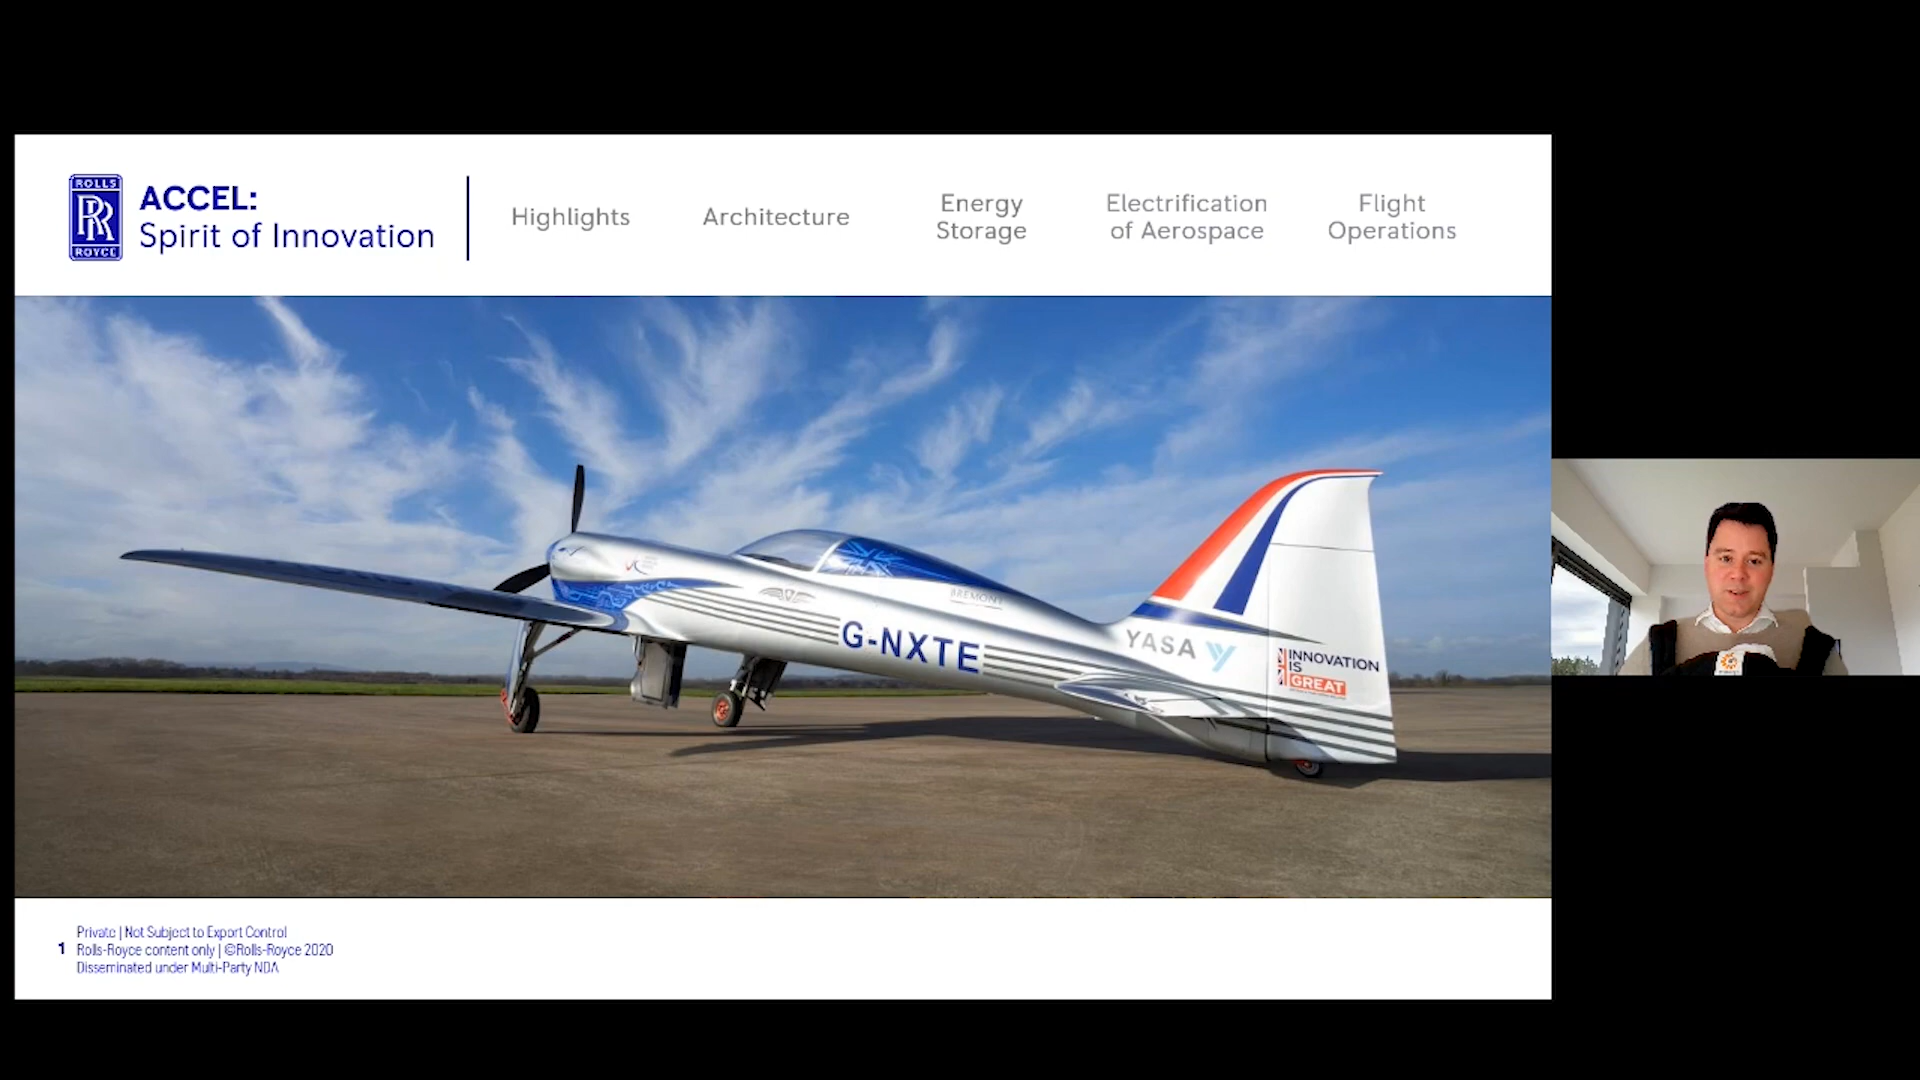 ROLLS
RR
ROYCE
ACCEL:
Spirit of Innovation
Highlights
Architecture
Energy
Storage
Electrification
of Aerospace
Flight
Operations
BREMONT
G-NXTE
YASA
INNOVATION
IS
GREAT
1
Private | Not Subject to Export Control
Rolls-Royce content only | ©Rolls-Royce 2020
Disseminated under Multi-Party NDA